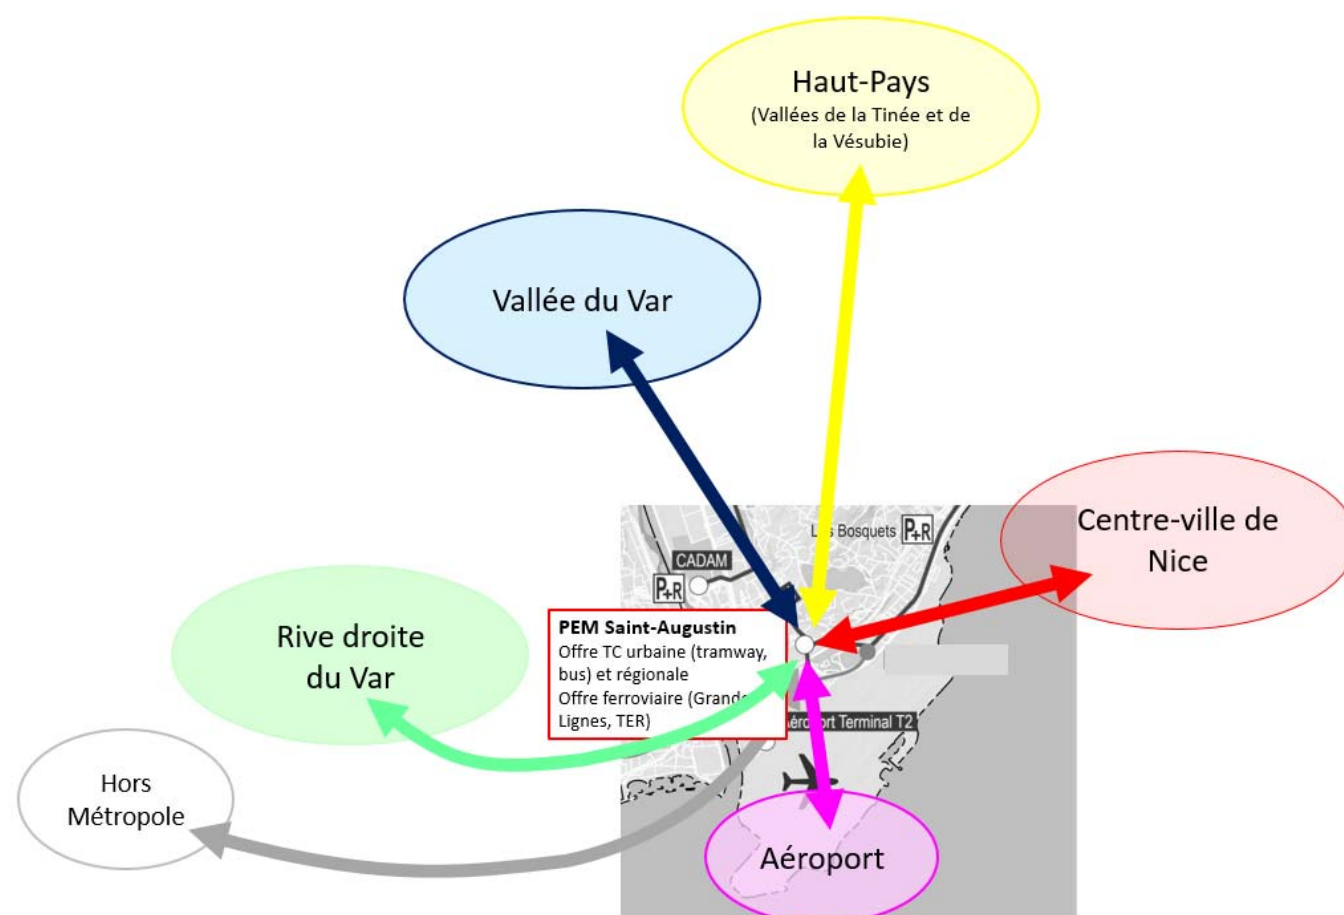 Haut-Pays
(Vallées de la Tinée et de
la Vésubie)
Vallée du Var
Centre-ville de
Nice
Bosquets P+R
CADAM
P+R
PEM Saint-Augustin
Offre TC urbaine (tramway,
bus) et régionale
Offre ferroviaire (Grandes
Lignes, TER)
Rive droite
du Var
Aéroport Terminal T2
Hors
Métropole
Aéroport